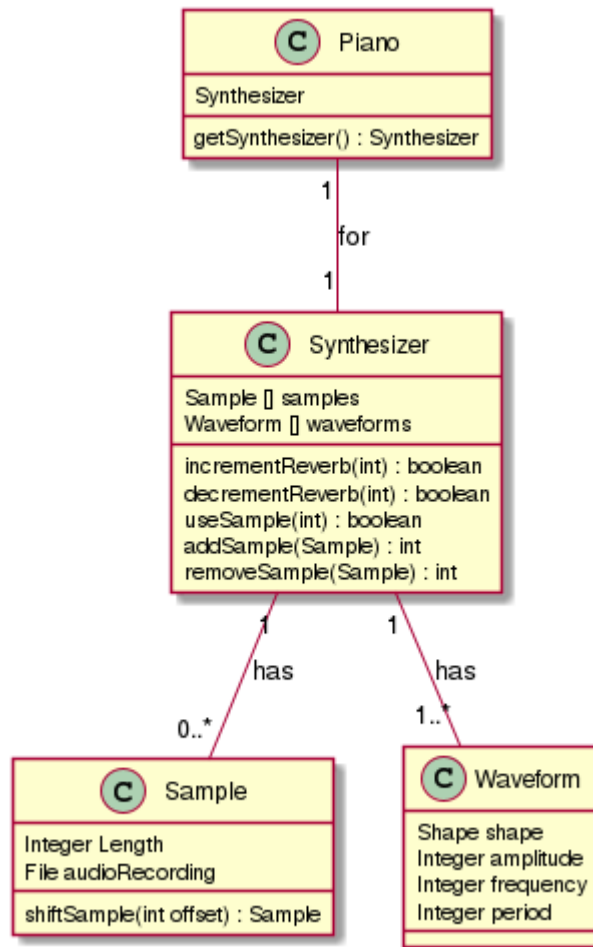 C Piano
Synthesizer
getSynthesizer() : Synthesizer
1
for
1
C Synthesizer
Sample [] samples
Waveform [] waveforms
incrementReverb(int) : boolean
decrementReverb(int) : boolean
useSample(int) : boolean
addSample(Sample) : int
removeSample(Sample) : int
1
has
0..*
1
has
1..*
C Sample
Integer Length
File audioRecording
shiftSample(int offset) : Sample
C Waveform
Shape shape
Integer amplitude
Integer frequency
Integer period